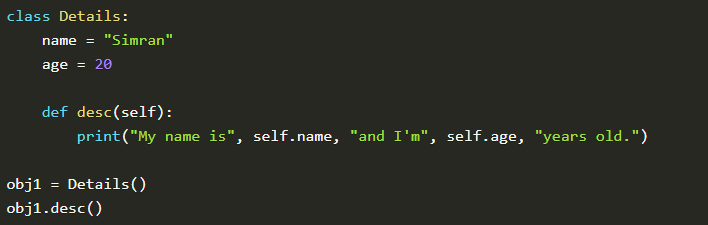 class Details:
    name = "Simran"
    age = 20
    def desc(self):
        print("My name is", self.name, "and I'm", self.age, "years old.")
obj1 = Details()
obj1.desc()